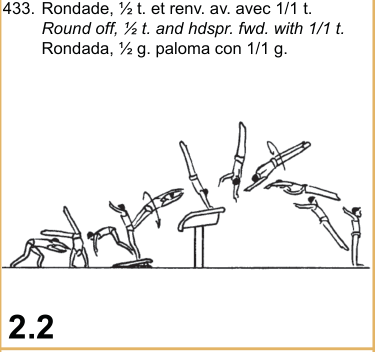 433. Rondade, ½ t. et renv. av. avec 1/1 t.
Round off, ½ t. and hdspr. fwd. with 1/1 t.
Rondada, ½ g. paloma con 1/1 g.
2.2